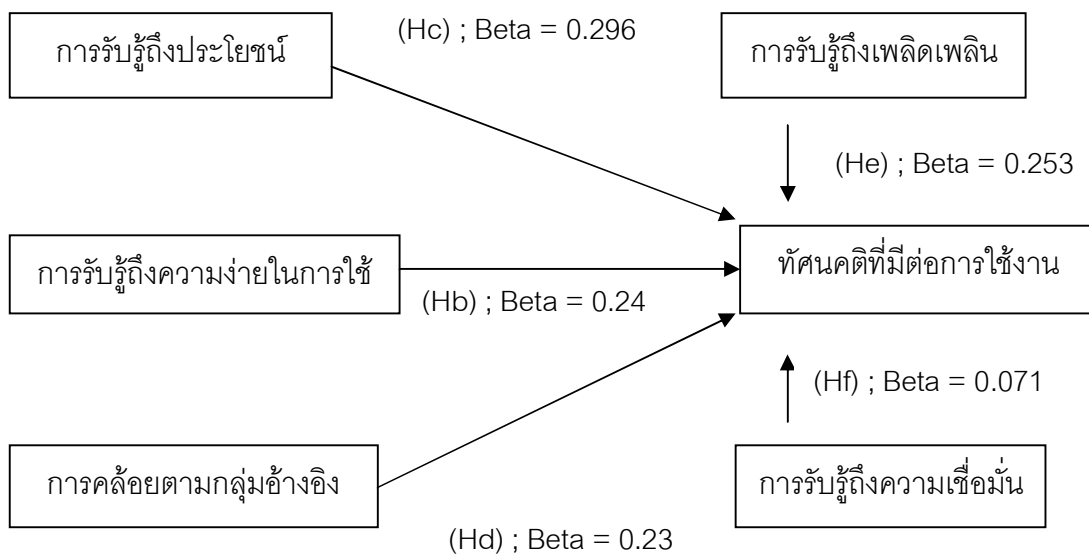 (Hc) ; Beta = 0.296
การรับรู้ถึงประโยชน์
การรับรู้ถึงเพลิดเพลิน
(He) ; Beta = 0.253
การรับรู้ถึงความง่ายในการใช้
ทัศนคติที่มีต่อการใช้งาน
(Hb) ; Beta = 0.24
(Hf) ; Beta = 0.071
การคล้อยตามกลุ่มอ้างอิง
การรับรู้ถึงความเชื่อมั่น
(Hd) ; Beta = 0.23